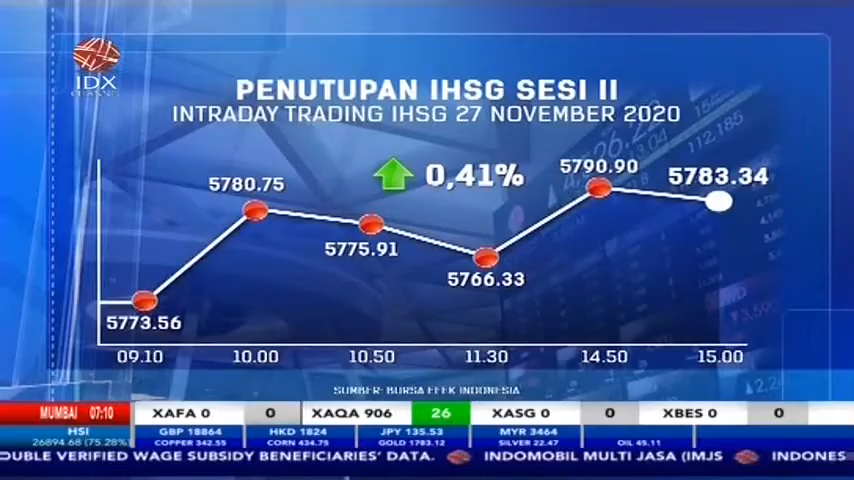 IDX
CHANNEL
PENUTUPAN IHSG SESI II
INTRADAY TRADING IHSG 27 NOVEMBER 2020
0,41%
5773.56
5780.75
5775.91
5766.33
5790.90
5783.34
09.10 10.00 10.50 11.30 14.50 15.00
SUMBER: BURSA EFEK INDONESIA
MUMBAI 07:10 XAFA 0 0 XAQA 906 26 XASG 0 0 XBES 0 0
HSI GBP 18864 HKD 1824 JPY 135.53 MYR 3464
26894.68 (75.28%) COPPER 342.55 CORN 434.75 GOLD 1783.12 SILVER 22.47 OIL 45.11
OUBLE VERIFIED WAGE SUBSIDY BENEFICIARIES' DATA. INDOMOBIL MULTI JASA (IMJS INDONES